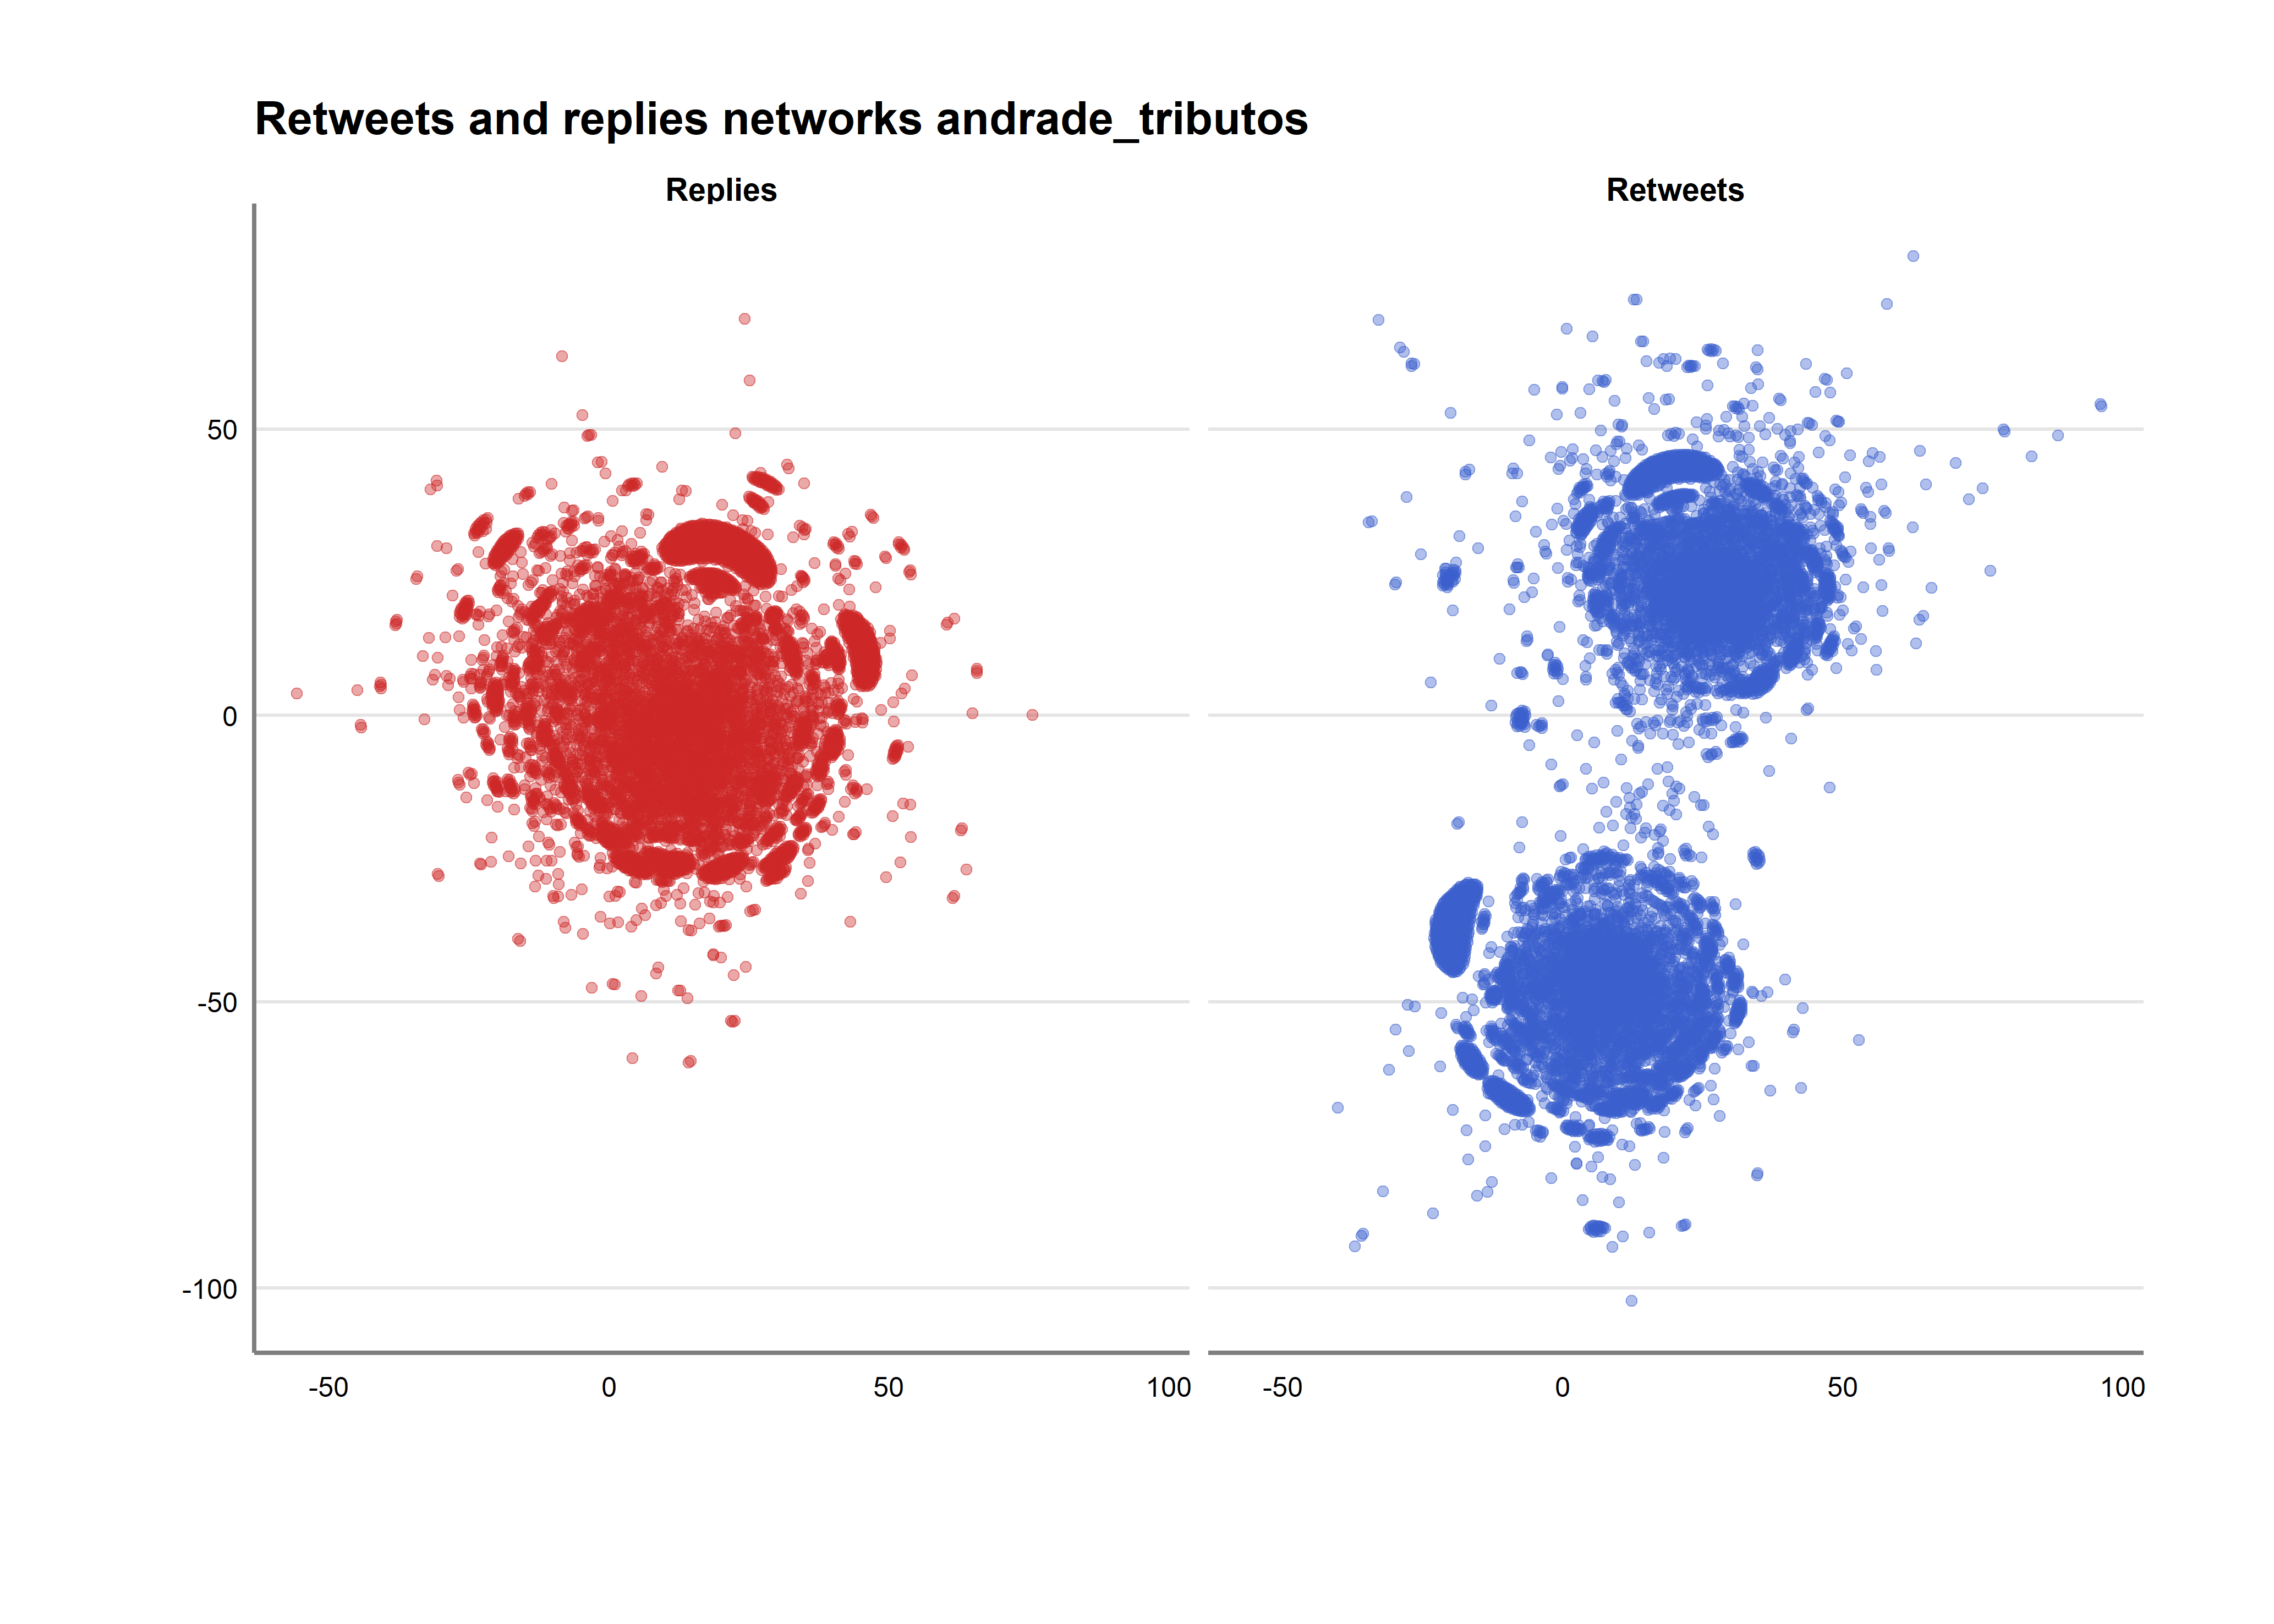 Retweets and replies networks andrade_tributos
Replies
Retweets
50
0
-50
-100
-50 0 50 100
-50 0 50 100